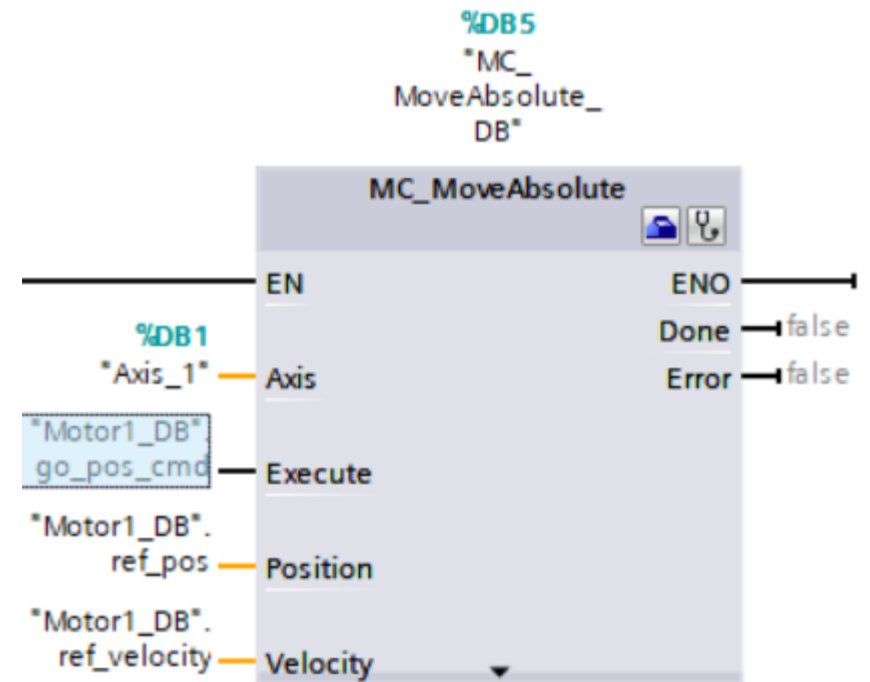 %DB5
"MC_
MoveAbsolute_
DB"
MC_MoveAbsolute
EN
ENO
%DB1
"Axis_1"
Axis
Done
false
Error
false
"Motor1_DB".
go_pos_cmd
Execute
"Motor1_DB".
ref_pos
Position
"Motor1_DB".
ref_velocity
Velocity